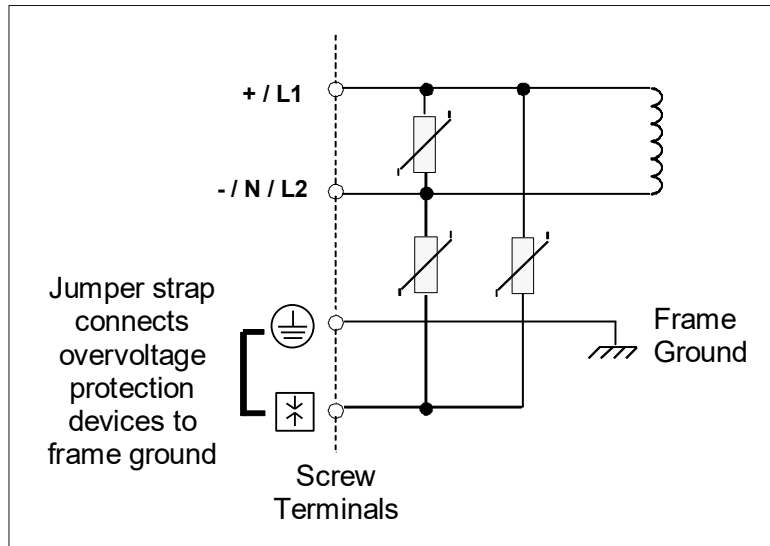 + / L1
- / N / L2
Jumper strap
connects
overvoltage
protection
devices to
frame ground
Frame
Ground
Screw
Terminals